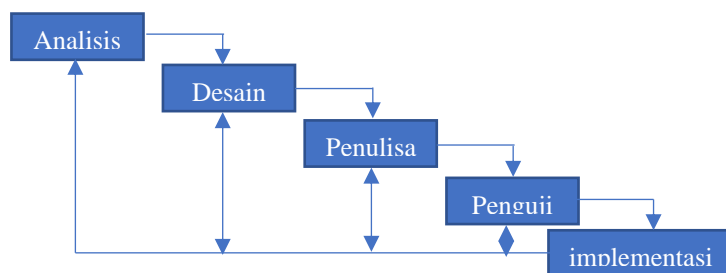 Analisis
Desain
Penulisa
Penguji
implementasi